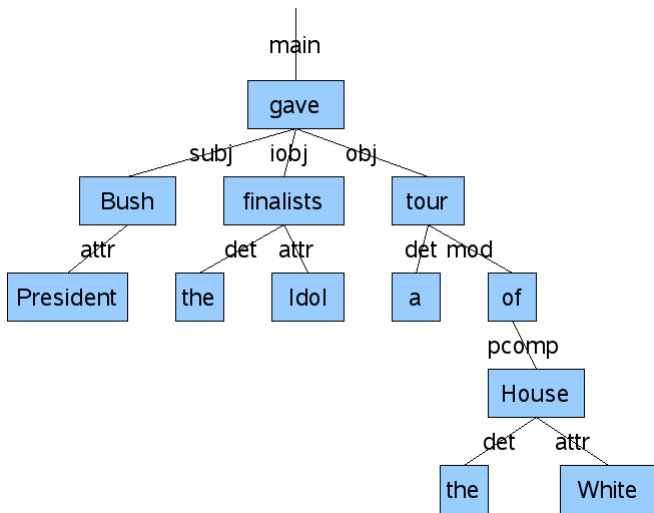 main
gave
subj iobj obj
Bush finalists tour
attr det attr det mod
President the Idol a of
pcomp
House
det attr
the White